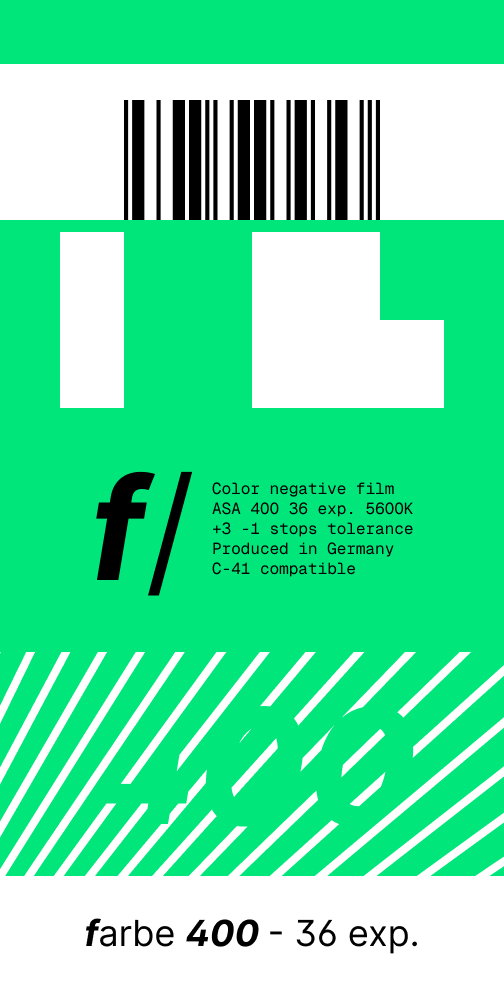 f/
Color negative film
ASA 400 36 exp. 5600K
+3 -1 stops tolerance
Produced in Germany
C-41 compatible
400
farbe 400 - 36 exp.